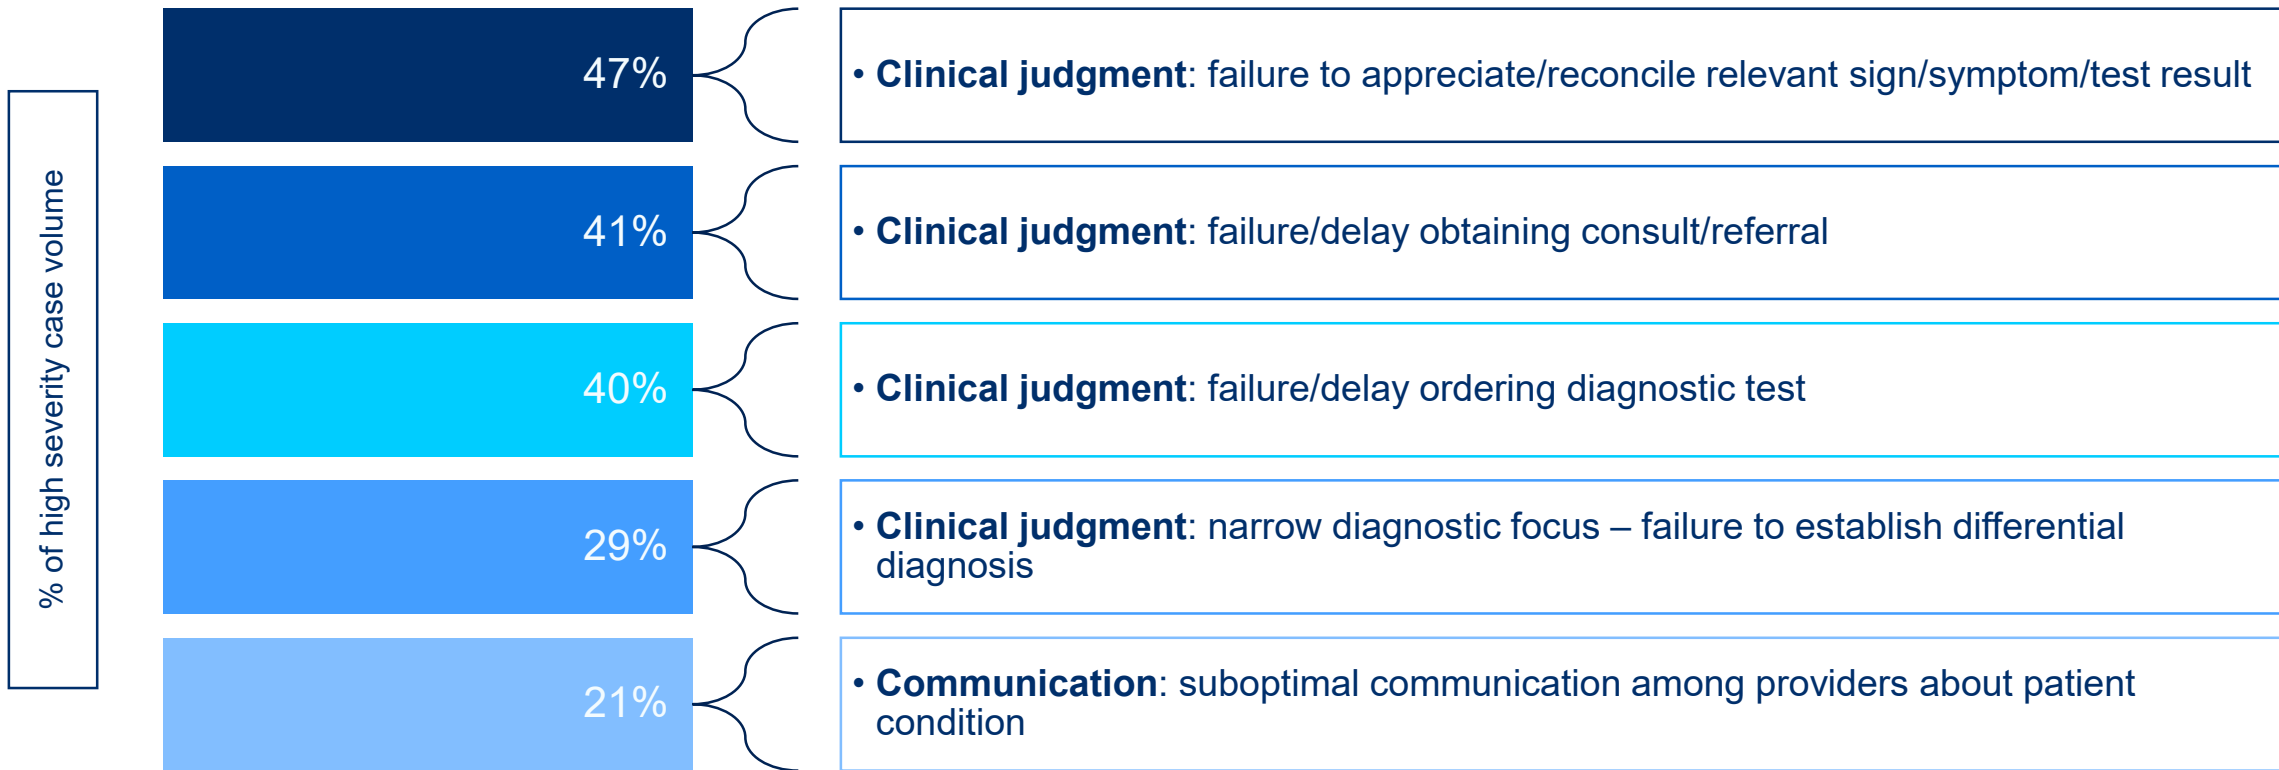 % of high severity case volume
47%
• Clinical judgment: failure to appreciate/reconcile relevant sign/symptom/test result
41%
• Clinical judgment: failure/delay obtaining consult/referral
40%
• Clinical judgment: failure/delay ordering diagnostic test
29%
• Clinical judgment: narrow diagnostic focus – failure to establish differential
diagnosis
21%
• Communication: suboptimal communication among providers about patient
condition